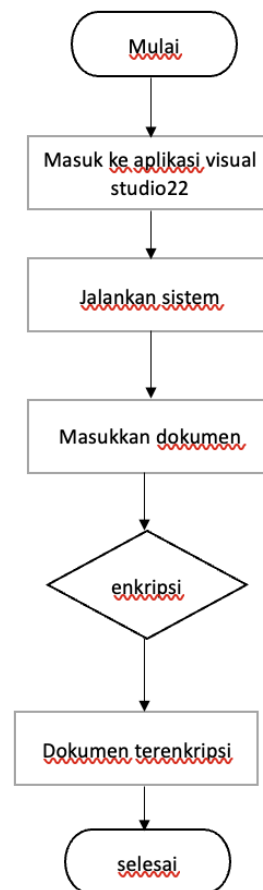 Mulai
Masuk ke aplikasi visual
studio22
Jalankan sistem
Masukkan dokumen
enkripsi
Dokumen terenkripsi
selesai